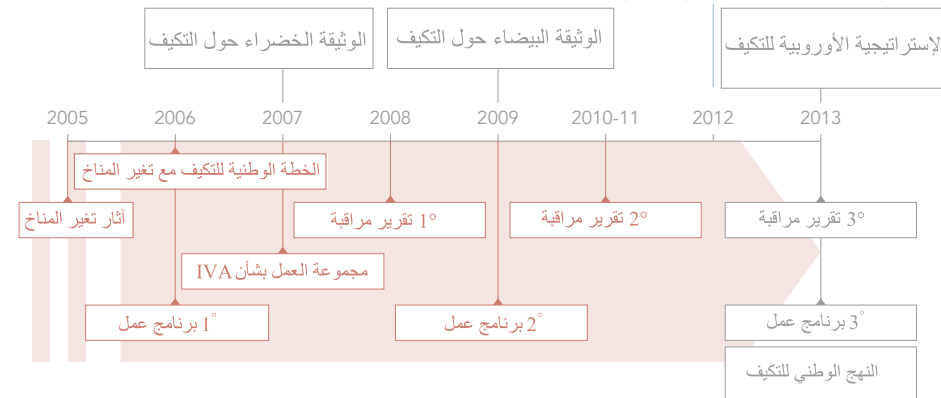 الوثيقة الخضراء حول التكيف
الوثيقة البيضاء حول التكيف
لإستراتيجية الأوروبية للتكيف
2005 2006 2007 2008 2009 2010-11 2012 2013
الخطة الوطنية للتكيف مع تغير المناخ
آثار تغير المناخ
1° تقرير مراقبة
2° تقرير مراقبة
3° تقرير مراقبة
مجموعة العمل بشأن IVA
1° برنامج عمل
2° برنامج عمل
3° برنامج عمل
النهج الوطني للتكيف